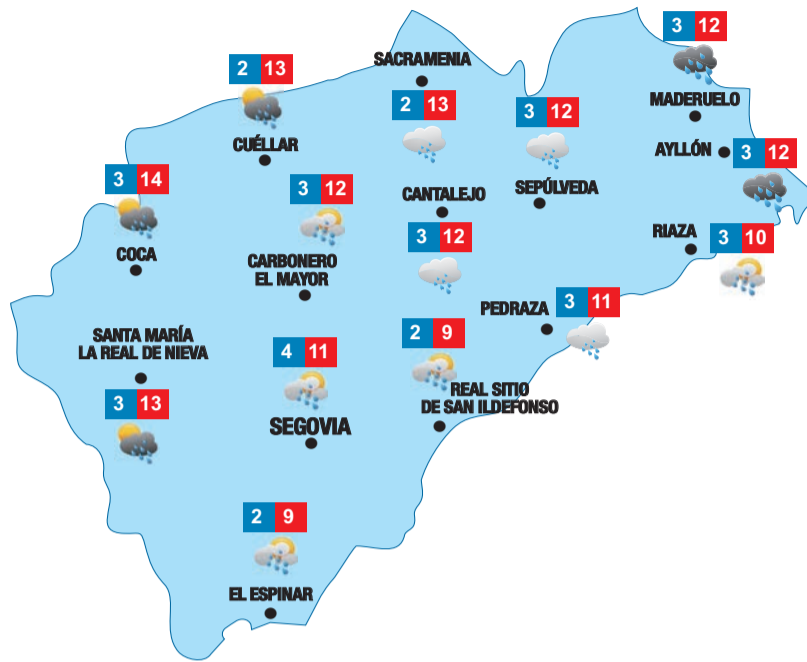 3 12
MADERUELO
SACRAMENIA
2 13
2 13
CUÉLLAR
3 12
SEPÚLVEDA
AYLLÓN
3 12
3 14
COCA
3 12
CARBONERO
EL MAYOR
CANTALEJO
3 12
RIAZA
3 10
PEDRAZA
3 11
SANTA MARÍA
LA REAL DE NIEVA
3 13
4 11
SEGOVIA
2 9
REAL SITIO
DE SAN ILDEFONSO
2 9
EL ESPINAR